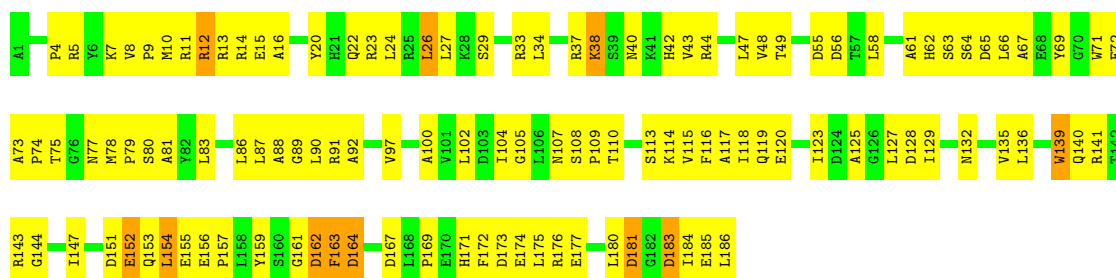 A1 P4 R5 Y6 K7 V8 P9 M10 R11 R12 R13 R14 E15 A16 Y20 H21 Q22 R23 L24 R25 L26 L27 K28 S29 R33 L34 R37 K38 S39 N40 K41 H42 V43 R44 L47 V48 T49 D55 D56 T57 L58 A61 H62 S63 S64 D65 L66 A67 E68 Y69 G70 W71
A73 P74 T75 G76 N77 M78 P79 S80 A81 Y82 L83 L86 L87 A88 G89 L90 R91 A92 V97 A100 V101 L102 D103 I104 G105 L106 N107 S108 P109 T110 S113 K114 V115 F116 A117 I118 Q119 E120 I123 D124 A125 G126 L127 D128 I129 N132 V135 L136 W139 Q140 R141 T142
R143 G144 I147 D151 E152 Q153 L154 E155 E156 P157 L158 Y159 S160 G161 D162 F163 D164 D167 L168 P169 E170 H171 F172 D173 E174 L175 R176 E177 L180 D181 G182 D183 I184 E185 L186